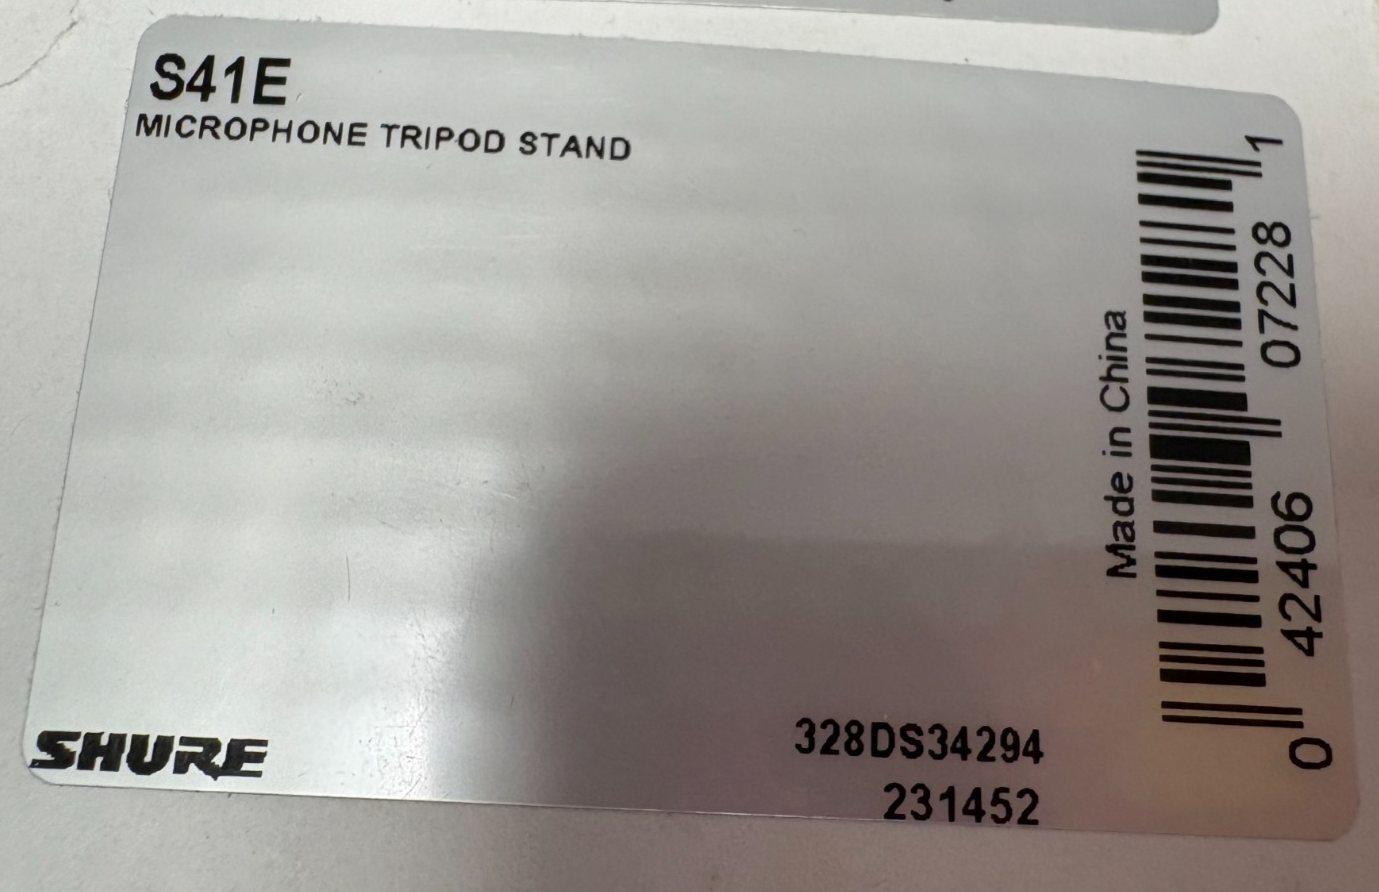 S41E
MICROPHONE TRIPOD STAND
Made in China
0 42406 07228 1
SHURE
328DS34294
231452